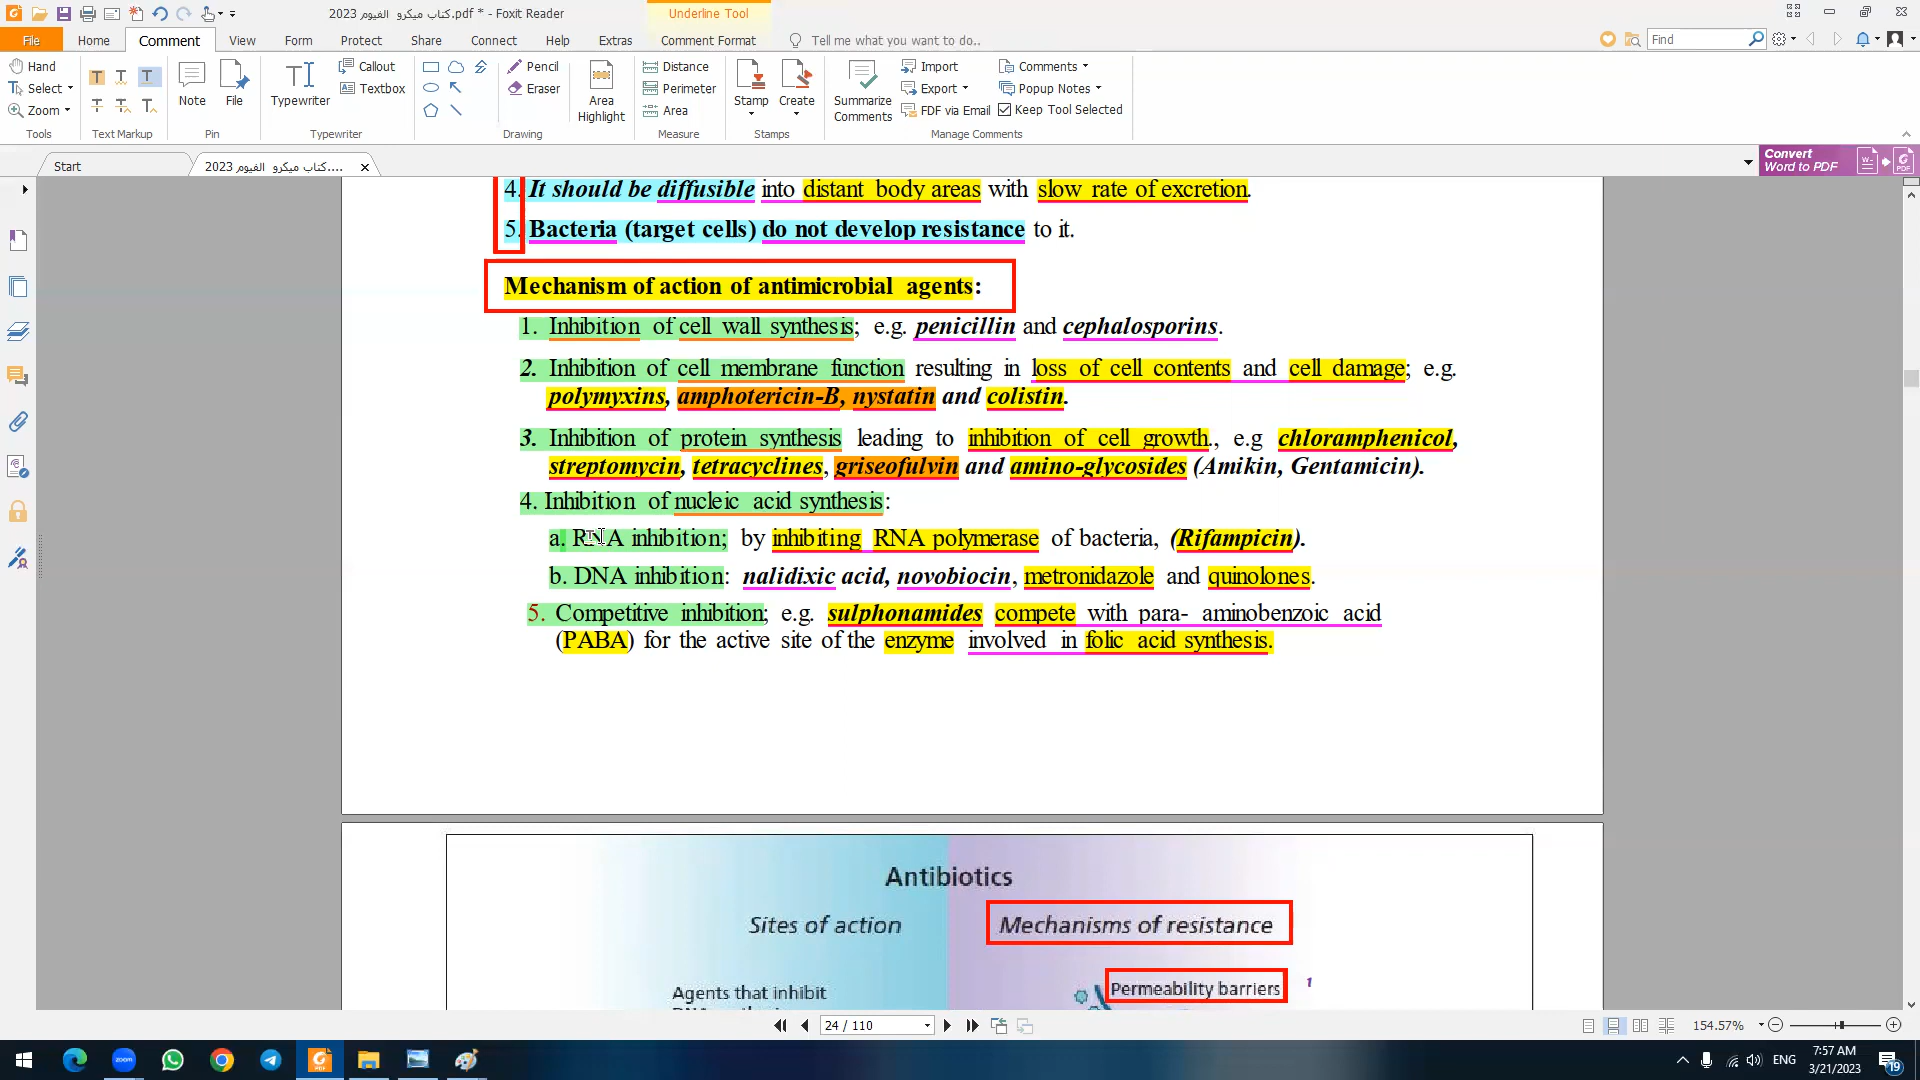 كتاب ميكرو الفيوم 2023.pdf * - Foxit Reader
Underline Tool
File Home Comment View Form Protect Share Connect Help Extras Comment Format Tell me what you want to do.. Find
Hand
Select
Zoom
Tools
Text Markup
Note
File
Pin
Typewriter
Callout
Textbox
Typewriter
Pencil
Eraser
Drawing
Area Highlight
Distance
Perimeter
Area
Measure
Stamp
Create
Stamps
Summarize Comments
Import
Export
FDF via Email
Comments
Popup Notes
Keep Tool Selected
Manage Comments
Start
كتاب ميكرو الفيوم 2023....
Convert
Word to PDF
4. It should be diffusible into distant body areas with slow rate of excretion.
5. Bacteria (target cells) do not develop resistance to it.
Mechanism of action of antimicrobial agents:
1. Inhibition of cell wall synthesis; e.g. penicillin and cephalosporins.
2. Inhibition of cell membrane function resulting in loss of cell contents and cell damage; e.g.
polymyxins, amphotericin-B, nystatin and colistin.
3. Inhibition of protein synthesis leading to inhibition of cell growth., e.g chloramphenicol,
streptomycin, tetracyclines, griseofulvin and amino-glycosides (Amikin, Gentamicin).
4. Inhibition of nucleic acid synthesis:
a. RNA inhibition; by inhibiting RNA polymerase of bacteria, (Rifampicin).
b. DNA inhibition: nalidixic acid, novobiocin, metronidazole and quinolones.
5. Competitive inhibition; e.g. sulphonamides compete with para- aminobenzoic acid
(PABA) for the active site of the enzyme involved in folic acid synthesis.
Antibiotics
Sites of action
Mechanisms of resistance
Permeability barriers 1
Agents that inhibit
24 / 110
154.57%
zoom
ENG
7:57 AM
3/21/2023
19